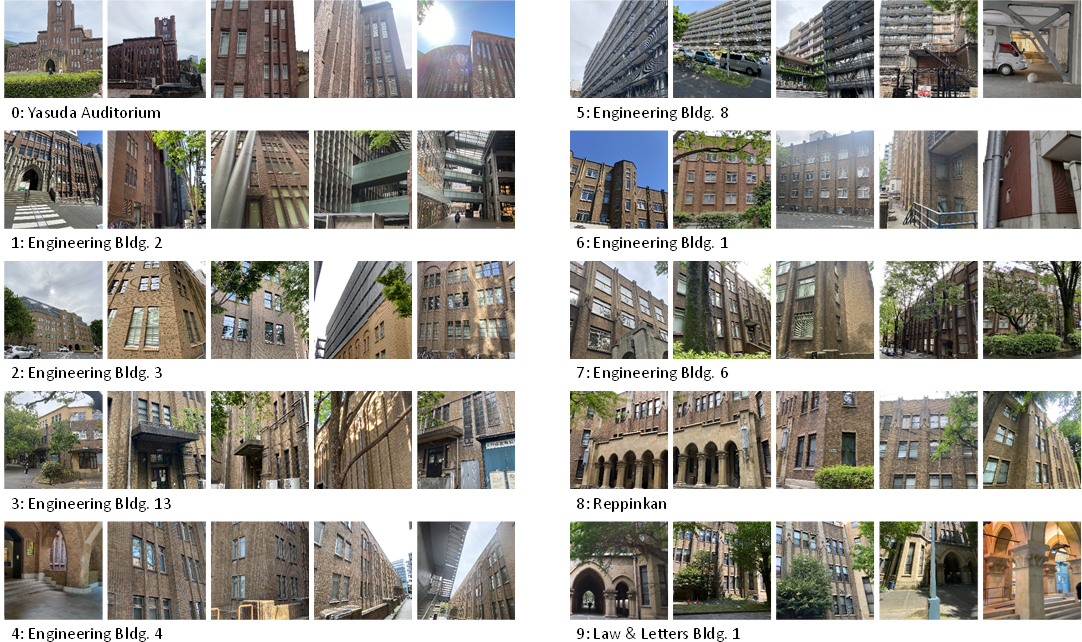 0: Yasuda Auditorium
5: Engineering Bldg. 8
1: Engineering Bldg. 2
6: Engineering Bldg. 1
2: Engineering Bldg. 3
7: Engineering Bldg. 6
3: Engineering Bldg. 13
8: Reppinkan
4: Engineering Bldg. 4
9: Law & Letters Bldg. 1